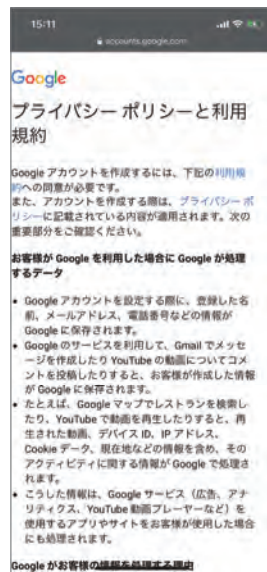 15:11
accounts.google.com
Google
プライバシー ポリシーと利用
規約
Google アカウントを作成するには、下記の利用規
約への同意が必要です。
また、アカウントを作成する際は、プライバシー ポ
リシーに記載されている内容が適用されます。次の
重要部分をご確認ください。
お客様が Google を利用した場合に Google が処理
するデータ
• Google アカウントを設定する際に、登録した名
前、メールアドレス、電話番号などの情報が
Google に保存されます。
• Google のサービスを利用して、Gmail でメッセ
ージを作成したり YouTube の動画についてコメ
ントを投稿したりすると、お客様が作成した情報
が Google に保存されます。
• たとえば、Google マップでレストランを検索し
たり、YouTube で動画を再生したりすると、再
生された動画、デバイス ID、IP アドレス、
Cookie データ、現在地などの情報を含め、その
アクティビティに関する情報が Google で処理さ
れます。
• こうした情報は、Google サービス（広告、アナ
リティクス、YouTube 動画プレーヤーなど）を
使用するアプリやサイトをお客様が使用した場合
にも処理されます。
Google がお客様の情報を処理する理由